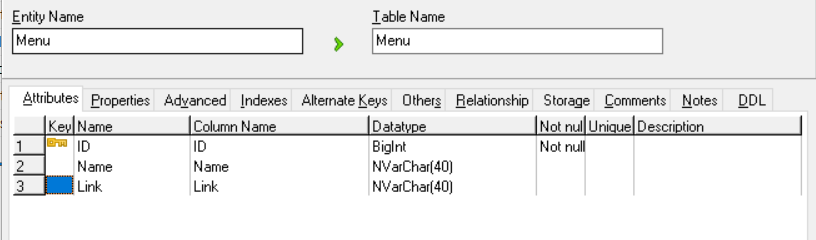 Entity Name Table Name
Menu Menu
Attributes Properties Advanced Indexes Alternate Keys Others Relationship Storage Comments Notes DDL
Key Name Column Name Datatype Not nul Unique Description
1 ID ID BigInt Not null
2 Name Name NVarChar(40)
3 Link Link NVarChar(40)